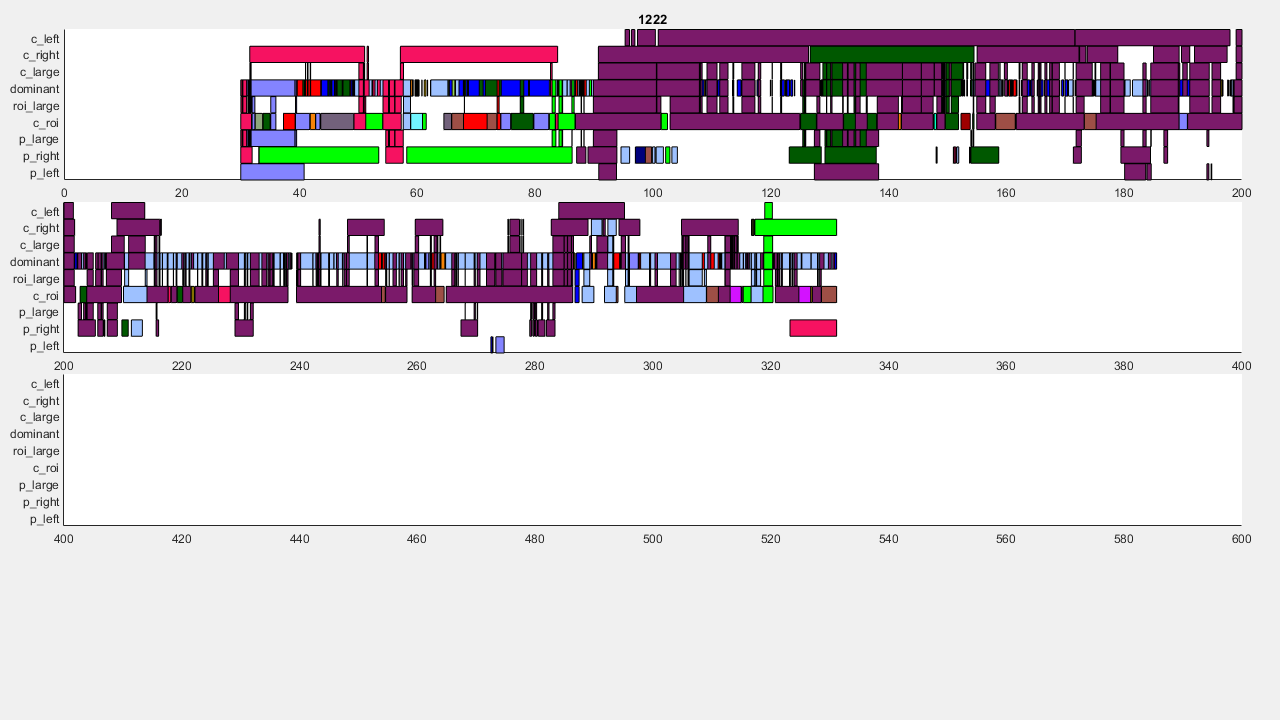 1222
c_left
c_right
c_large
dominant
roi_large
c_roi
p_large
p_right
p_left
0 20 40 60 80 100 120 140 160 180 200
c_left
c_right
c_large
dominant
roi_large
c_roi
p_large
p_right
p_left
200 220 240 260 280 300 320 340 360 380 400
c_left
c_right
c_large
dominant
roi_large
c_roi
p_large
p_right
p_left
400 420 440 460 480 500 520 540 560 580 600